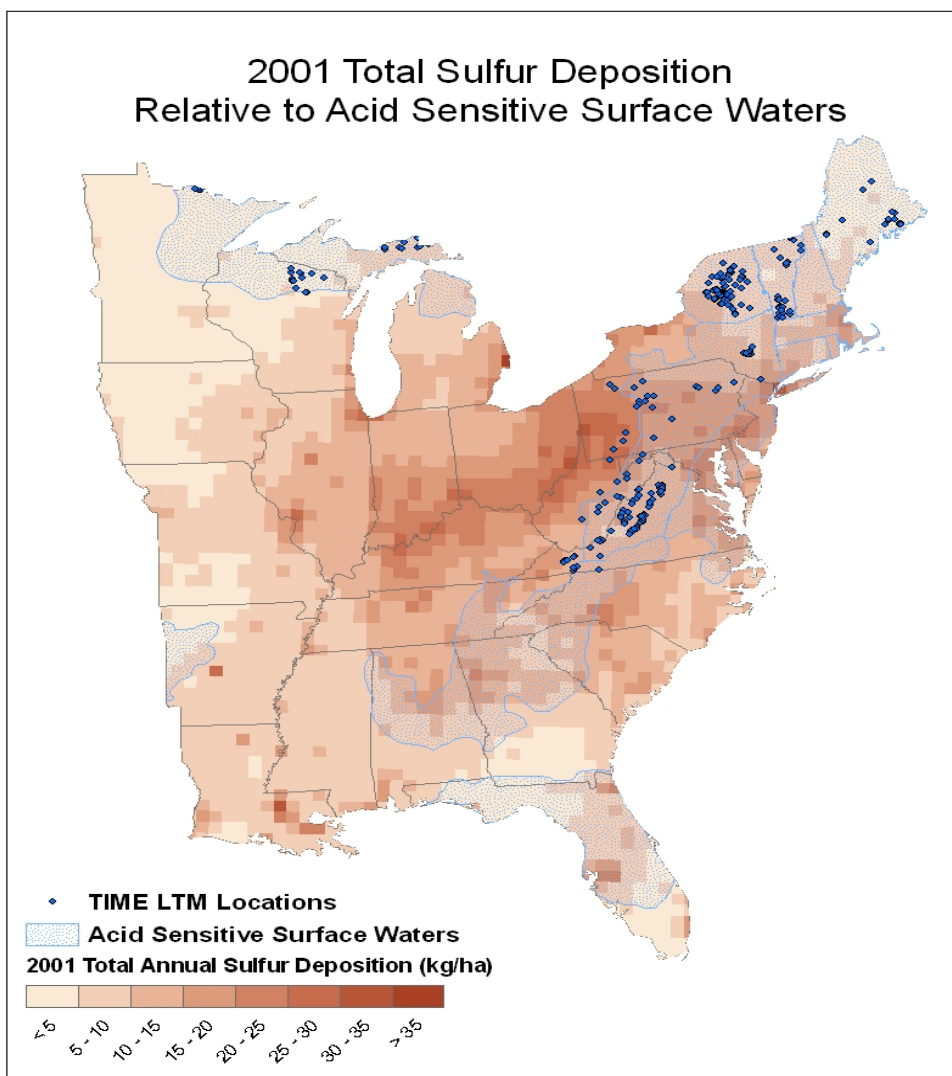 2001 Total Sulfur Deposition
Relative to Acid Sensitive Surface Waters
TIME LTM Locations
Acid Sensitive Surface Waters
2001 Total Annual Sulfur Deposition (kg/ha)
< 5
5 - 10
10 - 15
15 - 20
20 - 25
25 - 30
30 - 35
> 35